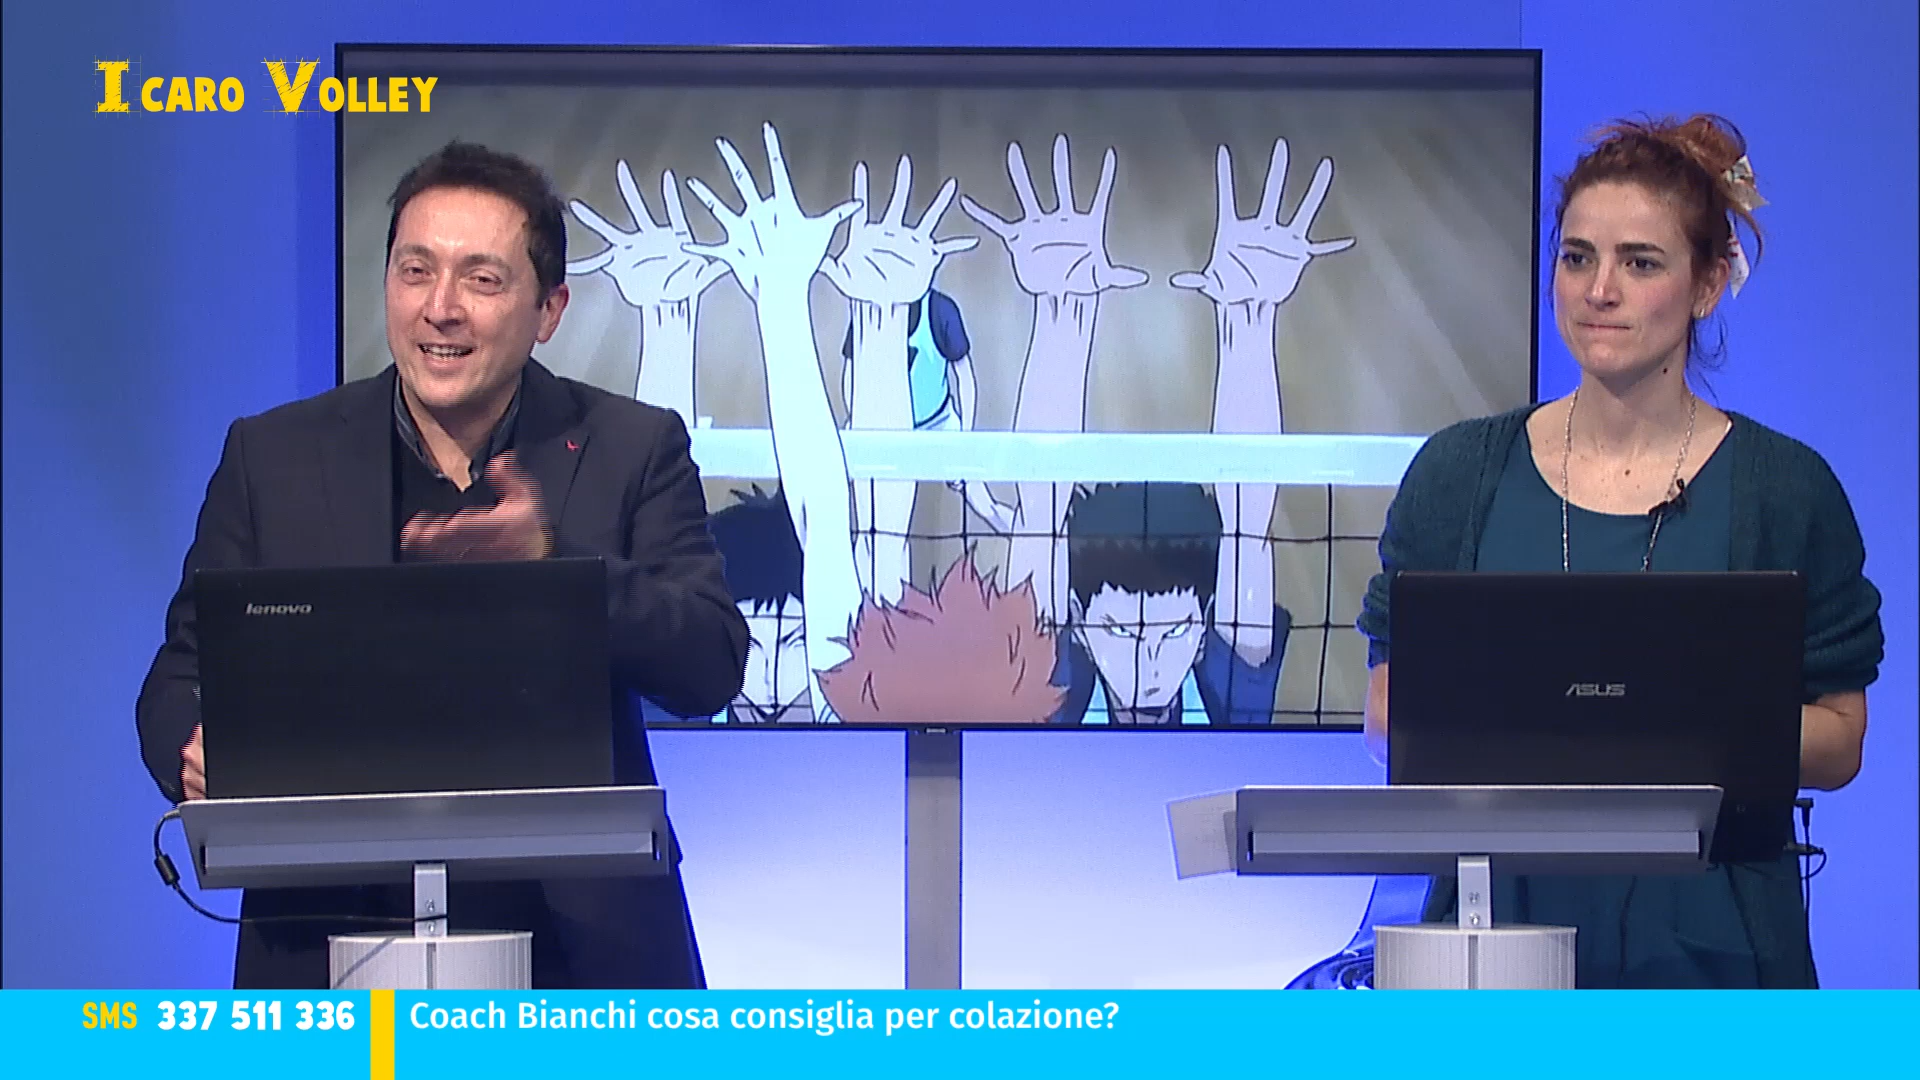 ICARO VOLLEY
lenovo
ASUS
SMS 337 511 336
Coach Bianchi cosa consiglia per colazione?